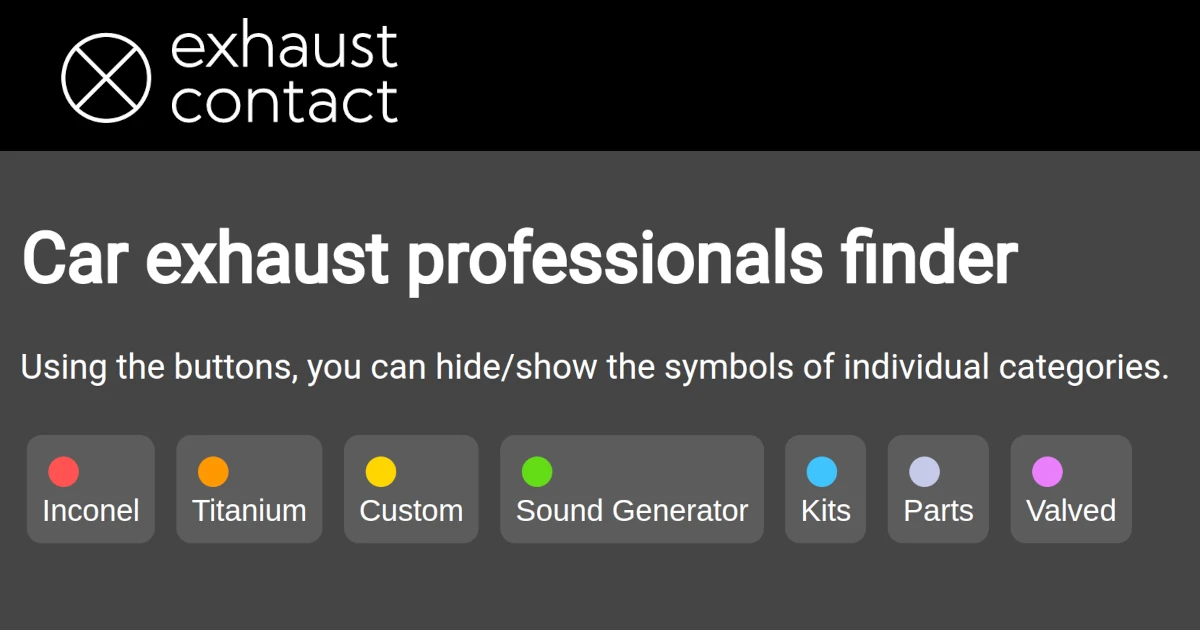 exhaust
contact
Car exhaust professionals finder
Using the buttons, you can hide/show the symbols of individual categories.
Inconel Titanium Custom Sound Generator Kits Parts Valved